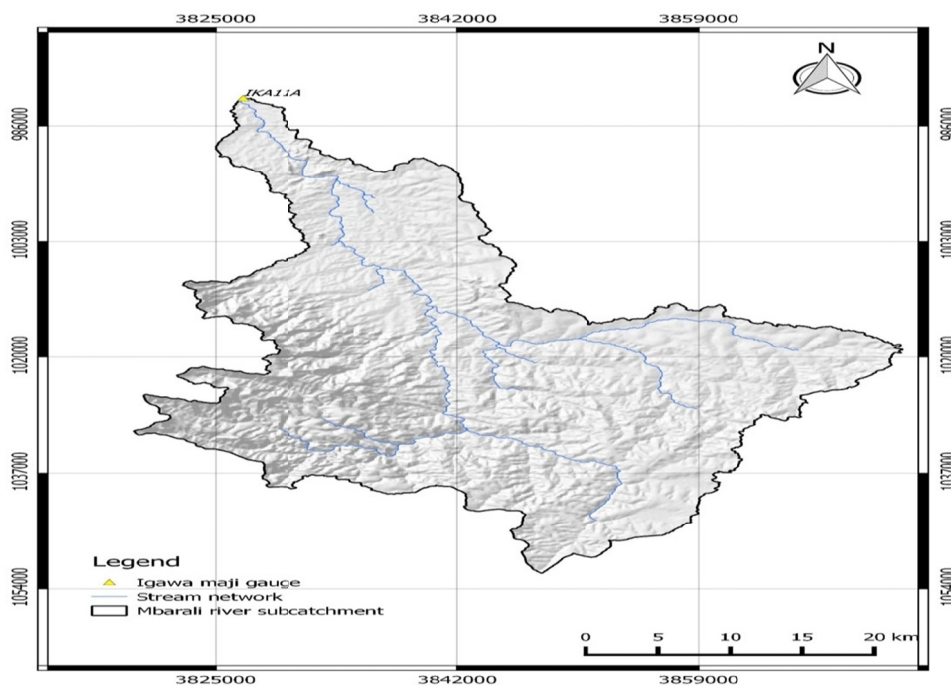 3825000 3842000 3859000
N
IKA11A
986000 986000
1003000 1003000
1020000 1020000
1037000 1037000
1054000 1054000
Legend
Igawa maji gauge
Stream network
Mbarali river subcatchment
0 5 10 15 20 km
3825000 3842000 3859000